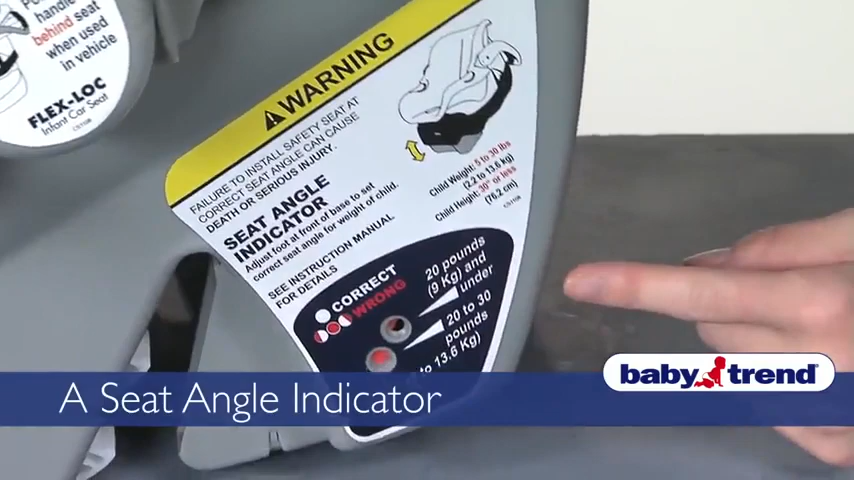 handle
behind seat
when used
in vehicle
FLEX-LOC
Infant Car Seat
WARNING
FAILURE TO INSTALL SAFETY SEAT AT
CORRECT SEAT ANGLE CAN CAUSE
DEATH OR SERIOUS INJURY.
SEAT ANGLE
INDICATOR
Adjust foot at front of base to set
correct seat angle for weight of child.
SEE INSTRUCTION MANUAL
FOR DETAILS
Child Weight: 5 to 30 lbs
(2.2 to 13.6 kg)
Child Height: 30" or less
(76.2 cm)
CORRECT
WRONG
20 pounds
(9 Kg) and
under
20 to 30
pounds
to 13.6 Kg)
A Seat Angle Indicator
baby trend